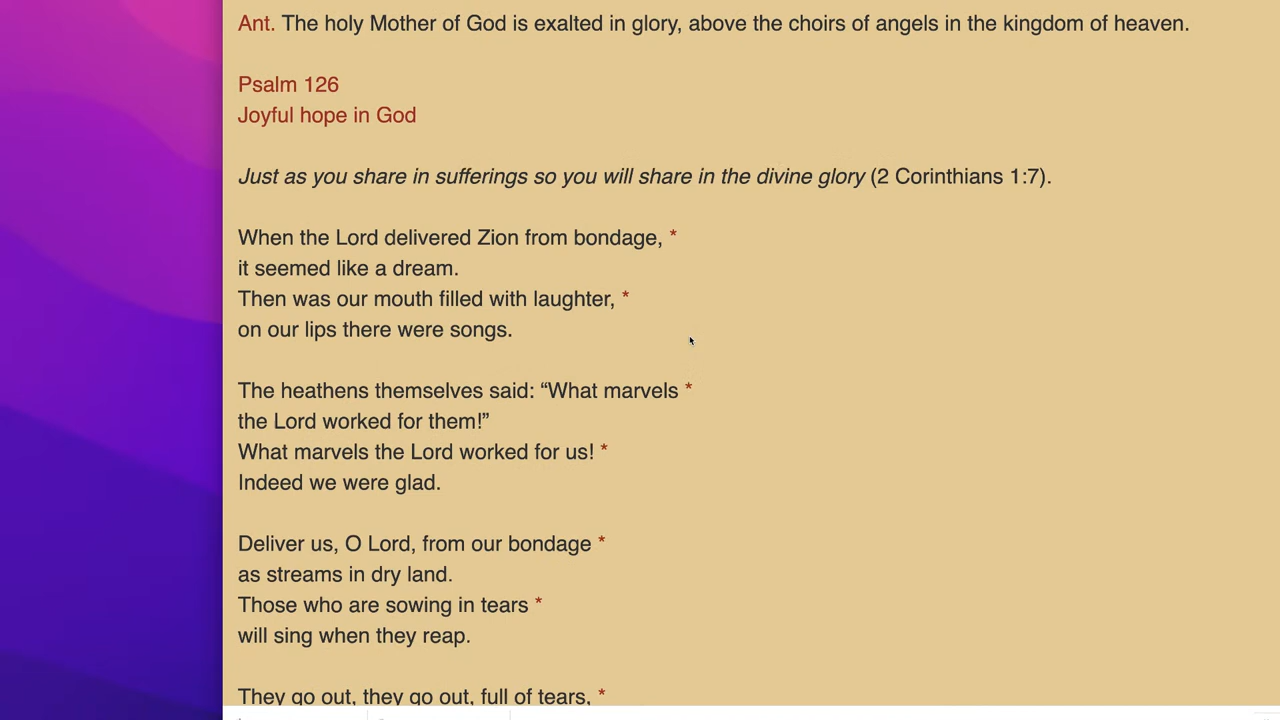 Ant. The holy Mother of God is exalted in glory, above the choirs of angels in the kingdom of heaven.
Psalm 126
Joyful hope in God
Just as you share in sufferings so you will share in the divine glory (2 Corinthians 1:7).
When the Lord delivered Zion from bondage, *
it seemed like a dream.
Then was our mouth filled with laughter, *
on our lips there were songs.
The heathens themselves said: “What marvels *
the Lord worked for them!”
What marvels the Lord worked for us! *
Indeed we were glad.
Deliver us, O Lord, from our bondage *
as streams in dry land.
Those who are sowing in tears *
will sing when they reap.
They go out, they go out, full of tears, *